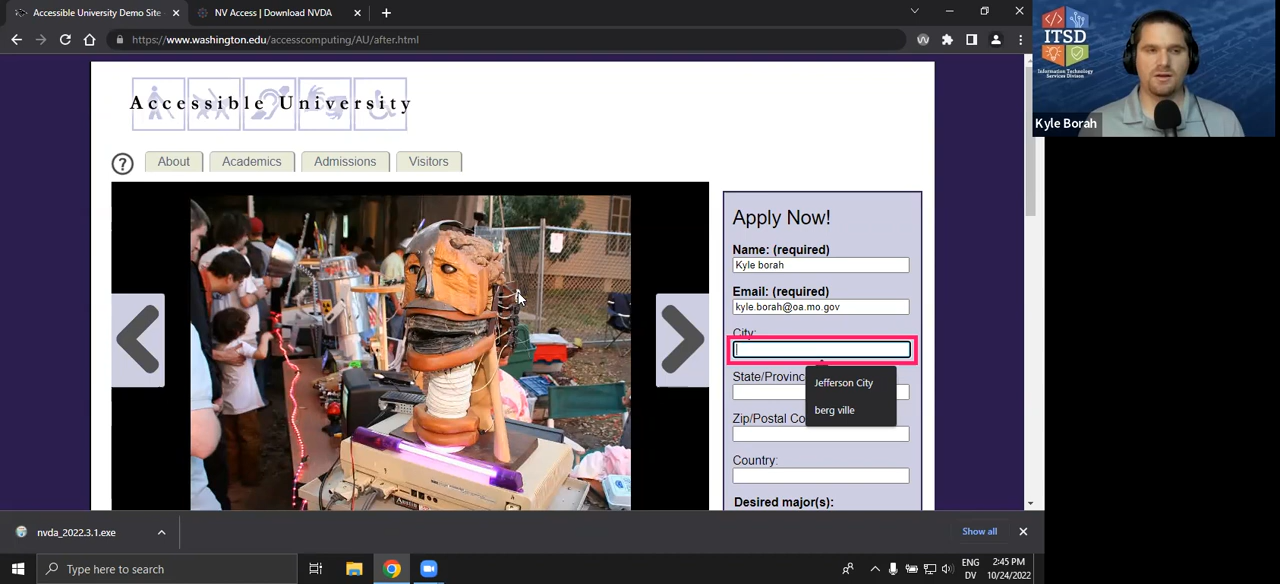 Accessible University Demo Site -
NV Access | Download NVDA
https://www.washington.edu/accesscomputing/AU/after.html
ITSD
Information Technology
Services Division
Kyle Borah
Accessible University
? About Academics Admissions Visitors
Apply Now!
Name: (required)
Kyle borah
Email: (required)
kyle.borah@oa.mo.gov
City:
Jefferson City
berg ville
State/Provinc
Zip/Postal Co
Country:
Desired major(s):
nvda_2022.3.1.exe
Show all
Type here to search
ENG
DV
2:45 PM
10/24/2022